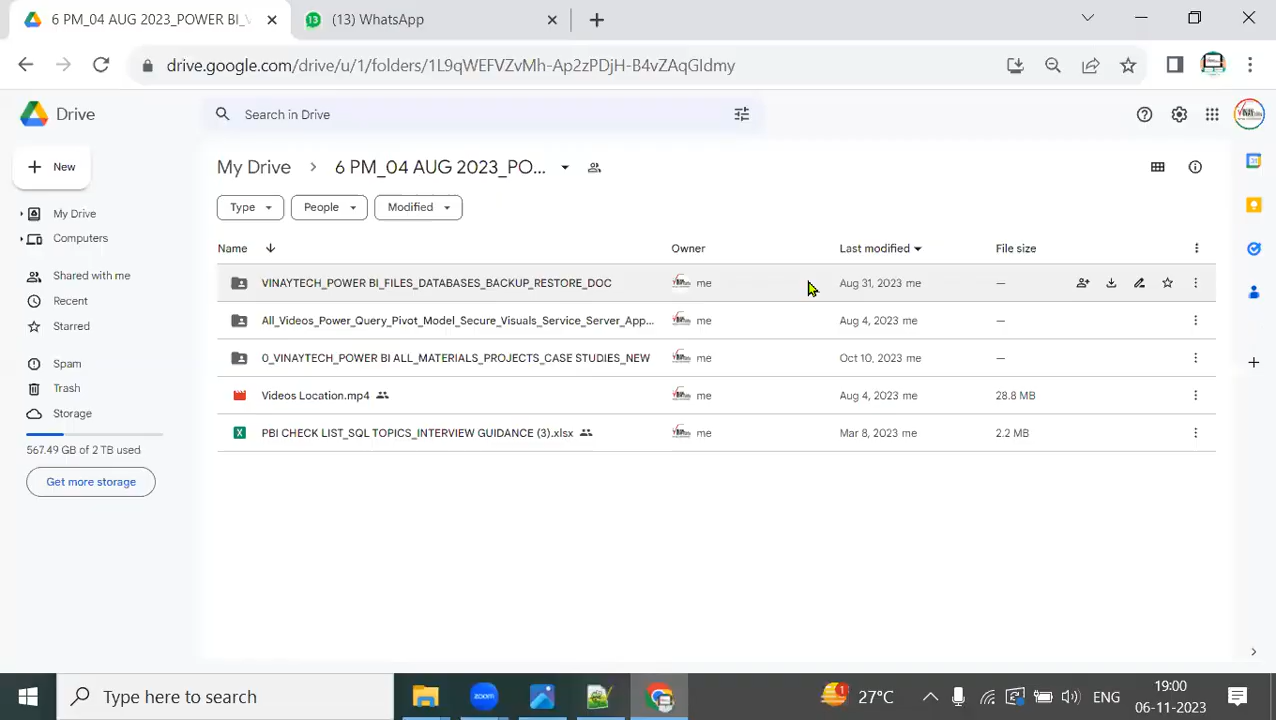 6 PM_04 AUG 2023_POWER BI_V
(13) WhatsApp
drive.google.com/drive/u/1/folders/1L9qWEFVZvMh-Ap2zPDjH-B4vZAqGIdmy
Drive
Search in Drive
New
My Drive
6 PM_04 AUG 2023_PO...
My Drive
Computers
Shared with me
Recent
Starred
Spam
Trash
Storage
567.49 GB of 2 TB used
Get more storage
Type
People
Modified
Name
Owner
Last modified
File size
VINAYTECH_POWER BI_FILES_DATABASES_BACKUP_RESTORE_DOC
me
Aug 31, 2023 me
—
All_Videos_Power_Query_Pivot_Model_Secure_Visuals_Service_Server_App...
me
Aug 4, 2023 me
—
0_VINAYTECH_POWER BI ALL_MATERIALS_PROJECTS_CASE STUDIES_NEW
me
Oct 10, 2023 me
—
Videos Location.mp4
me
Aug 4, 2023 me
28.8 MB
PBI CHECK LIST_SQL TOPICS_INTERVIEW GUIDANCE (3).xlsx
me
Mar 8, 2023 me
2.2 MB
Type here to search
zoom
1
27°C
ENG
19:00
06-11-2023